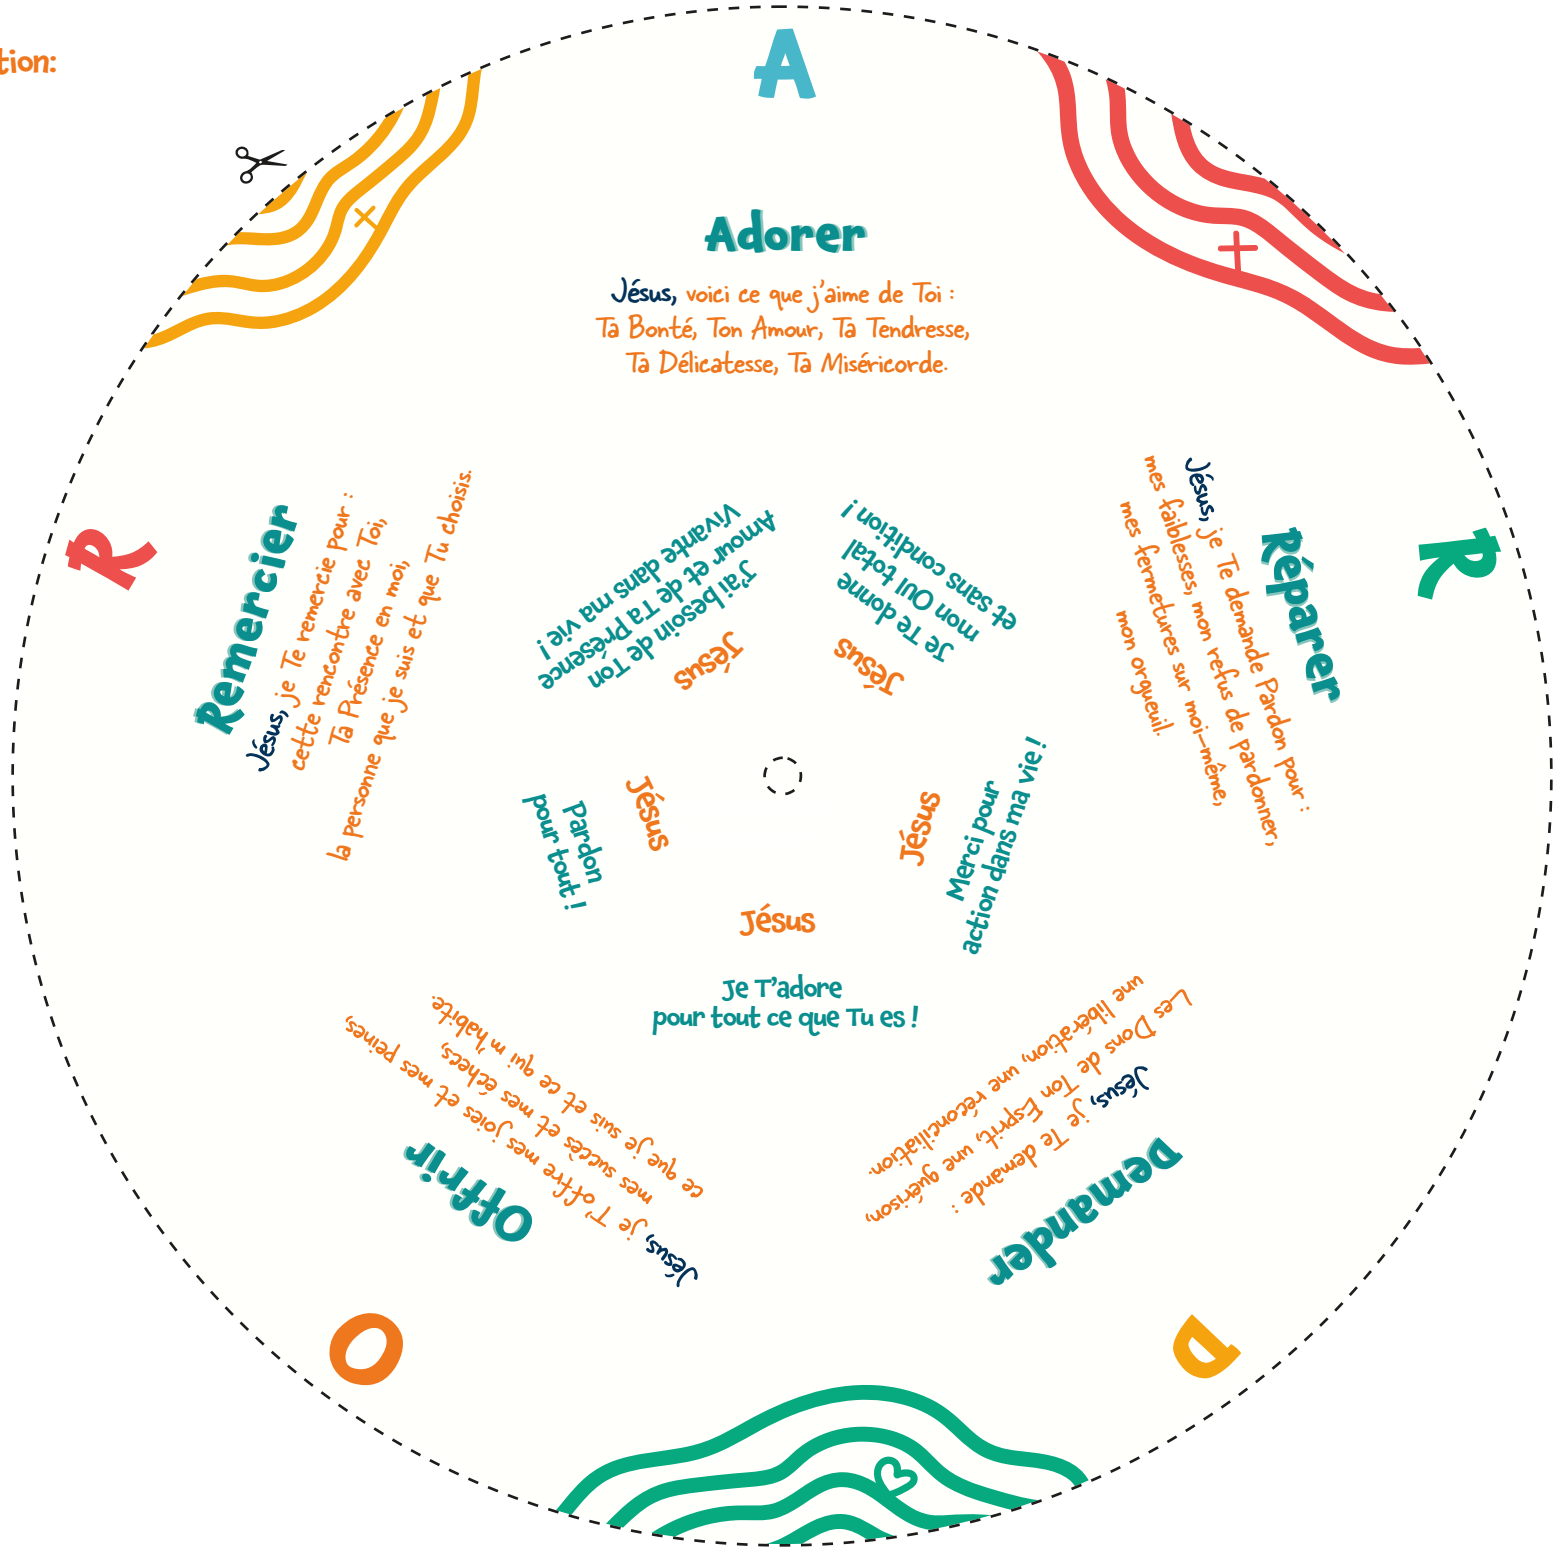 tion:
A
Adorer
Jésus, voici ce que j'aime de Toi :
Ta Bonté, Ton Amour, Ta Tendresse,
Ta Délicatesse, Ta Miséricorde.
R
Réparer
Jésus, je Te demande Pardon pour :
mes faiblesses, mon refus de pardonner,
mes fermetures sur moi-même,
mon orgueil.
D
Demander
Jésus, je Te demande :
Les Dons de Ton Esprit, une guérison,
une libération, une réconciliation.
O
Offrir
Jésus, je T'offre mes joies et mes peines,
mes succès et mes échecs,
ce que je suis et ce qui m'habite.
R
Remercier
Jésus, je Te remercie pour :
cette rencontre avec Toi,
Ta Présence en moi,
la personne que je suis et que Tu choisis.
Jésus
Je T'adore
pour tout ce que Tu es !
Jésus
Pardon
pour tout !
Jésus
J'ai besoin de Ton
Amour et de Ta Présence
Vivante dans ma vie !
Jésus
Je Te donne
mon OUI total
et sans condition !
Jésus
Merci pour
action dans ma vie !